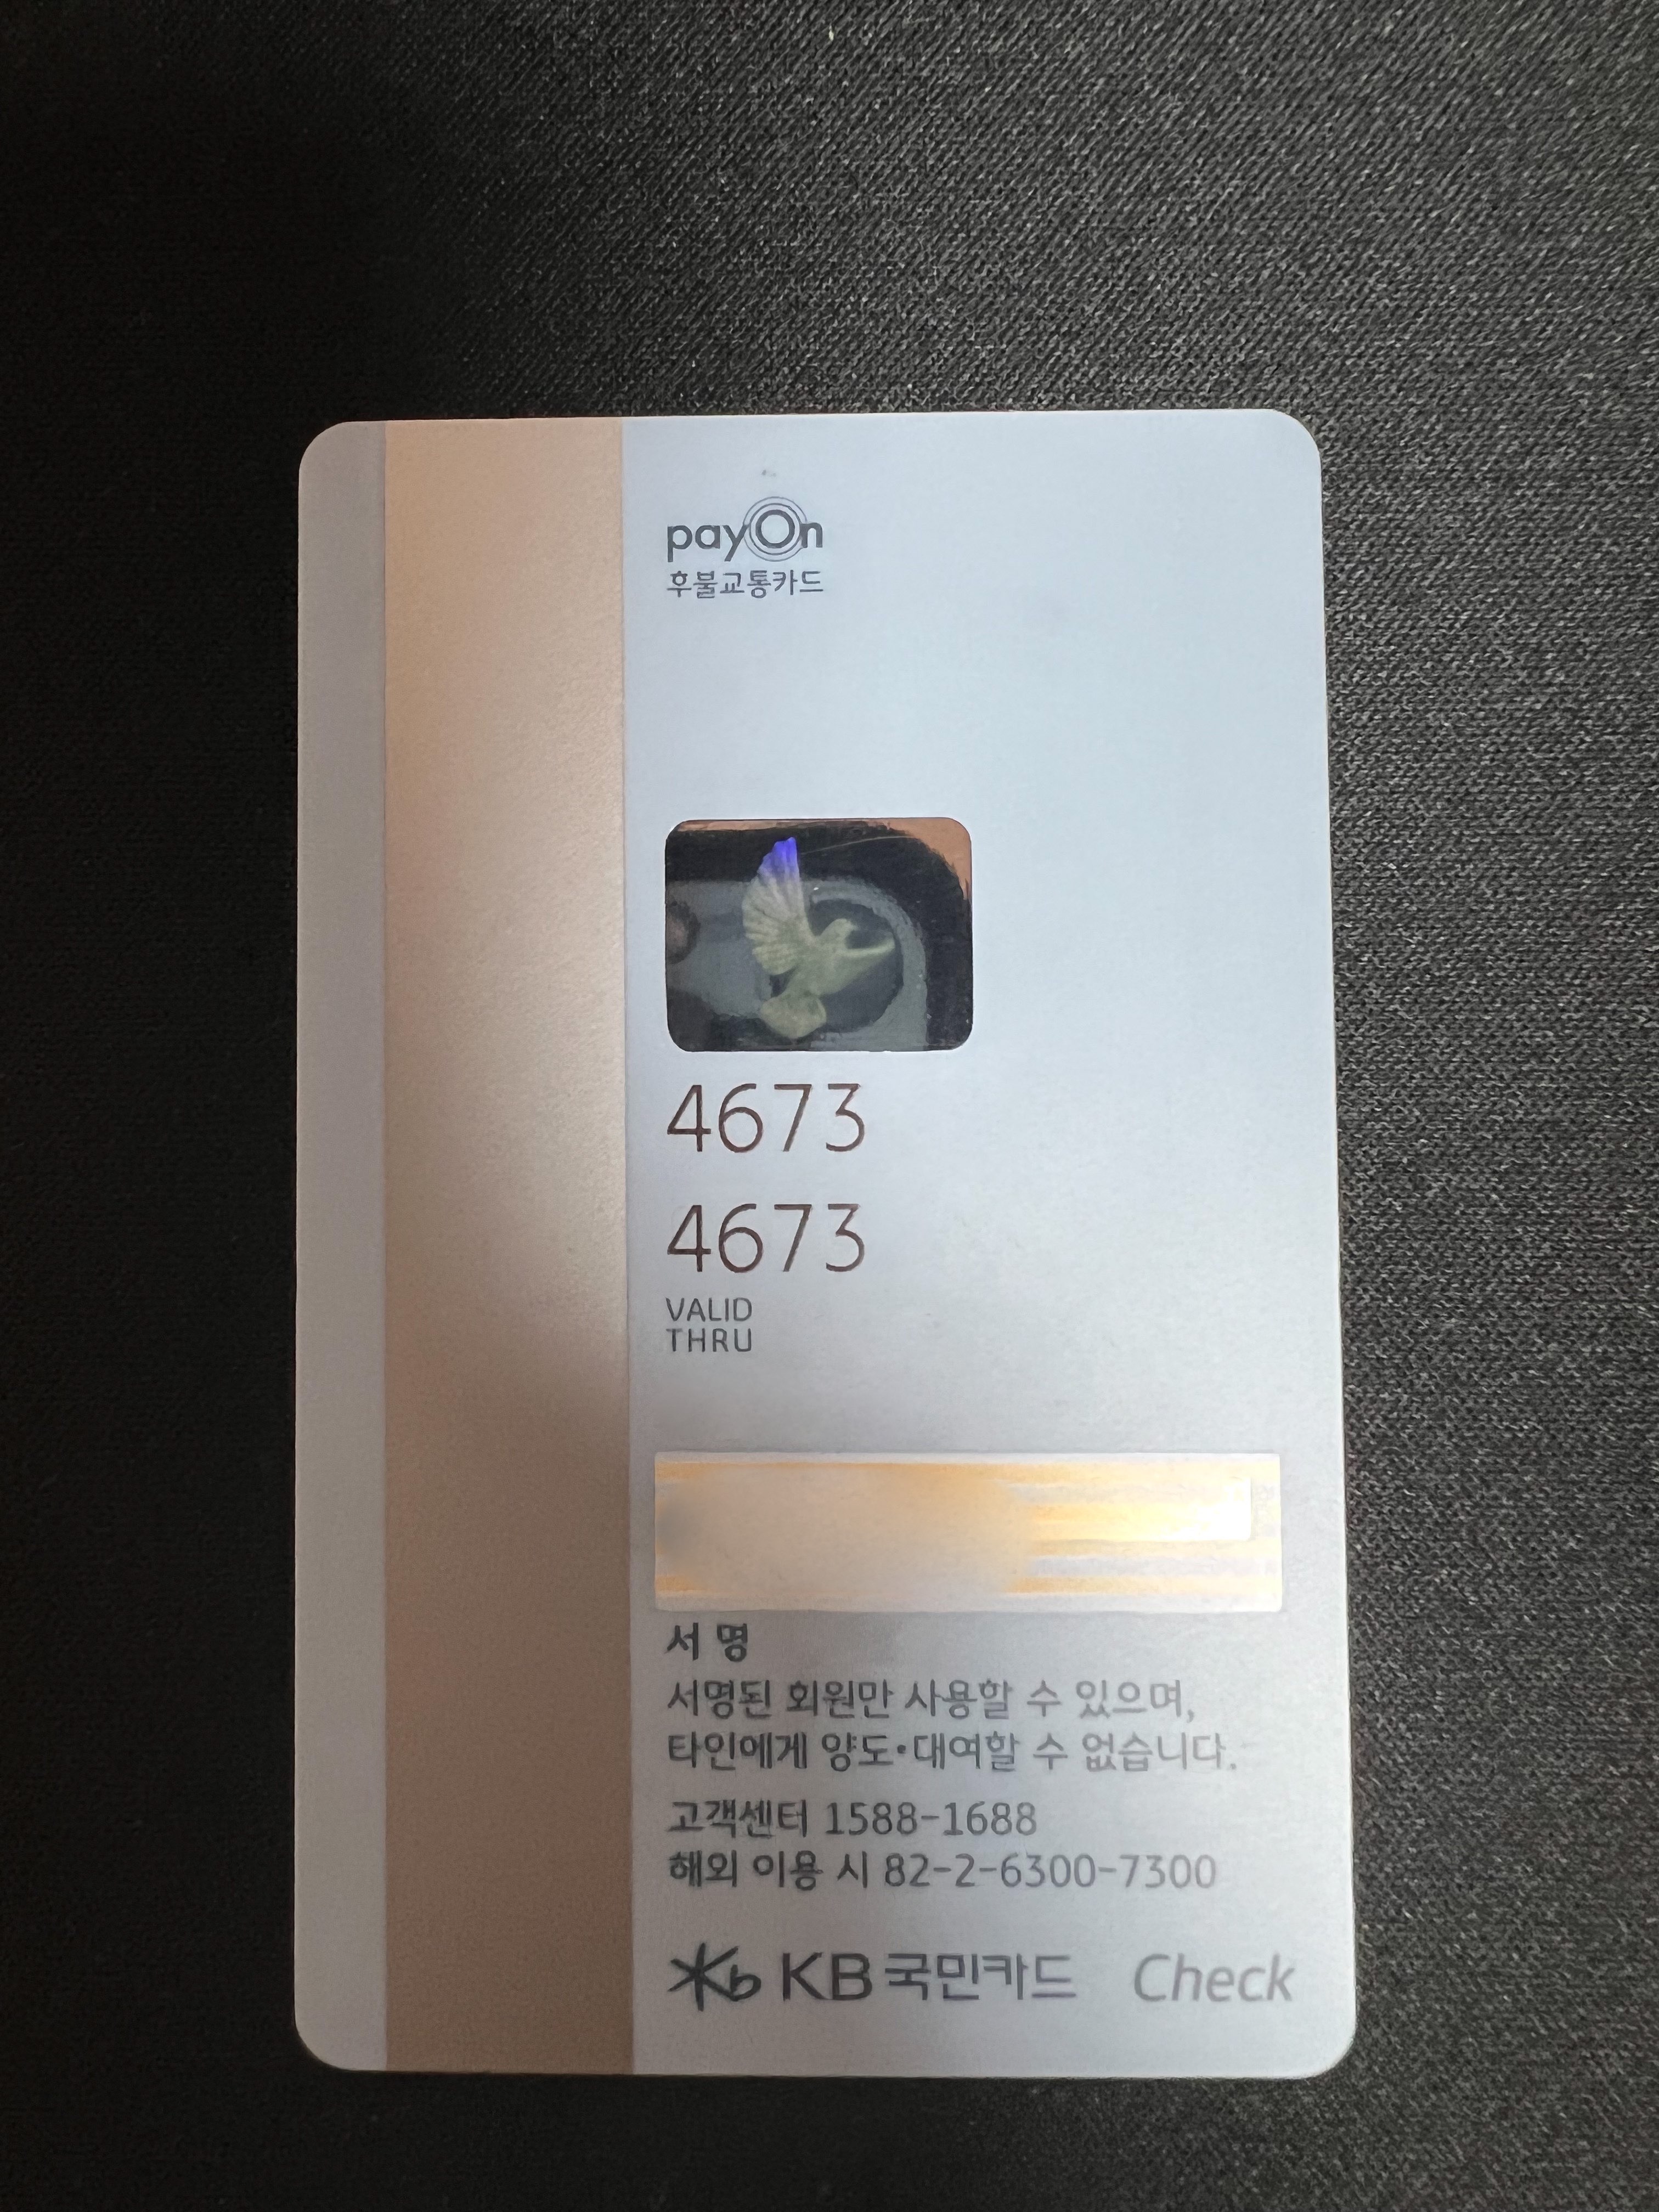 payOn
후불교통카드
4673
4673
VALID
THRU
서 명
서명된 회원만 사용할 수 있으며,
타인에게 양도•대여할 수 없습니다.
고객센터 1588-1688
해외 이용 시 82-2-6300-7300
Kb KB 국민카드 Check